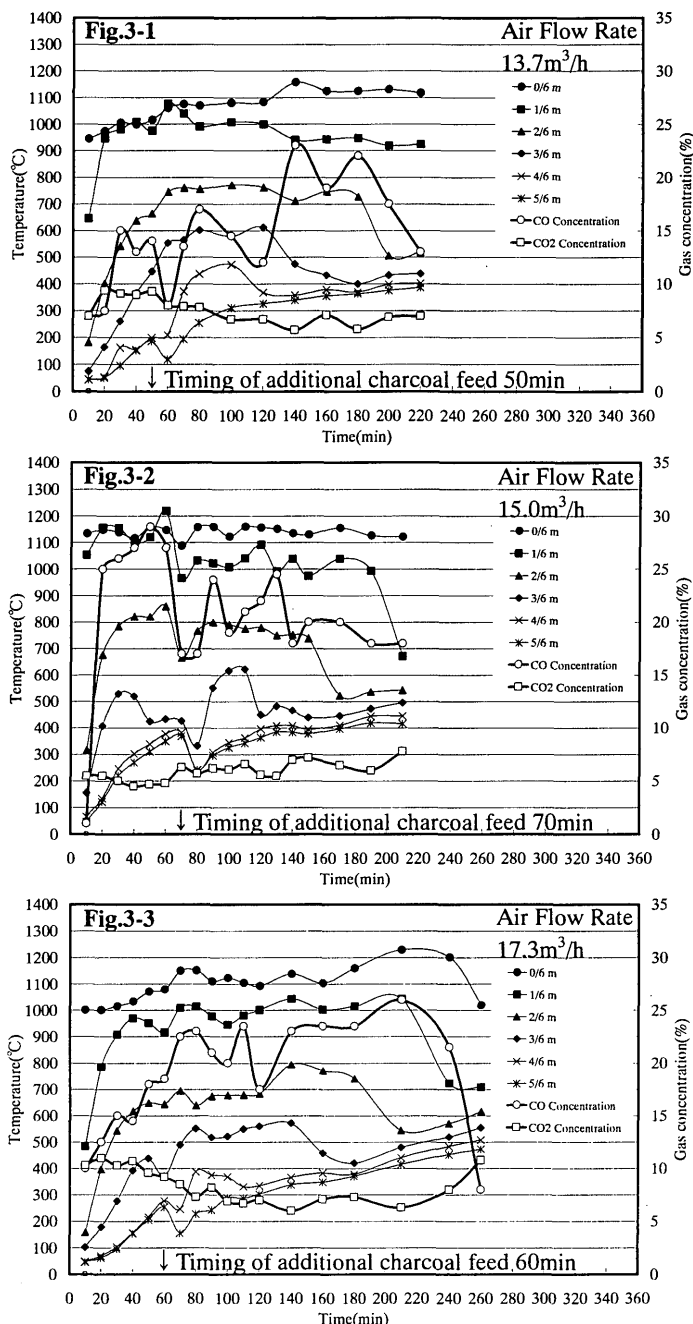 Fig.3-1
Air Flow Rate
13.7m³/h
0/6 m
1/6 m
2/6 m
3/6 m
4/6 m
5/6 m
CO Concentration
CO2 Concentration
Temperature(℃)
1400
1300
1200
1100
1000
900
800
700
600
500
400
300
200
100
0
Gas concentration(%)
35
30
25
20
15
10
5
0
↓ Timing of additional charcoal feed 50min
0 20 40 60 80 100 120 140 160 180 200 220 240 260 280 300 320 340 360
Time(min)
Fig.3-2
Air Flow Rate
15.0m³/h
0/6 m
1/6 m
2/6 m
3/6 m
4/6 m
5/6 m
CO Concentration
CO2 Concentration
Temperature(℃)
1400
1300
1200
1100
1000
900
800
700
600
500
400
300
200
100
0
Gas concentration(%)
35
30
25
20
15
10
5
0
↓ Timing of additional charcoal feed 70min
0 20 40 60 80 100 120 140 160 180 200 220 240 260 280 300 320 340 360
Time(min)
Fig.3-3
Air Flow Rate
17.3m³/h
0/6 m
1/6 m
2/6 m
3/6 m
4/6 m
5/6 m
CO Concentration
CO2 Concentration
Temperature(℃)
1400
1300
1200
1100
1000
900
800
700
600
500
400
300
200
100
0
Gas concentration(%)
35
30
25
20
15
10
5
0
↓ Timing of additional charcoal feed 60min
0 20 40 60 80 100 120 140 160 180 200 220 240 260 280 300 320 340 360
Time(min)